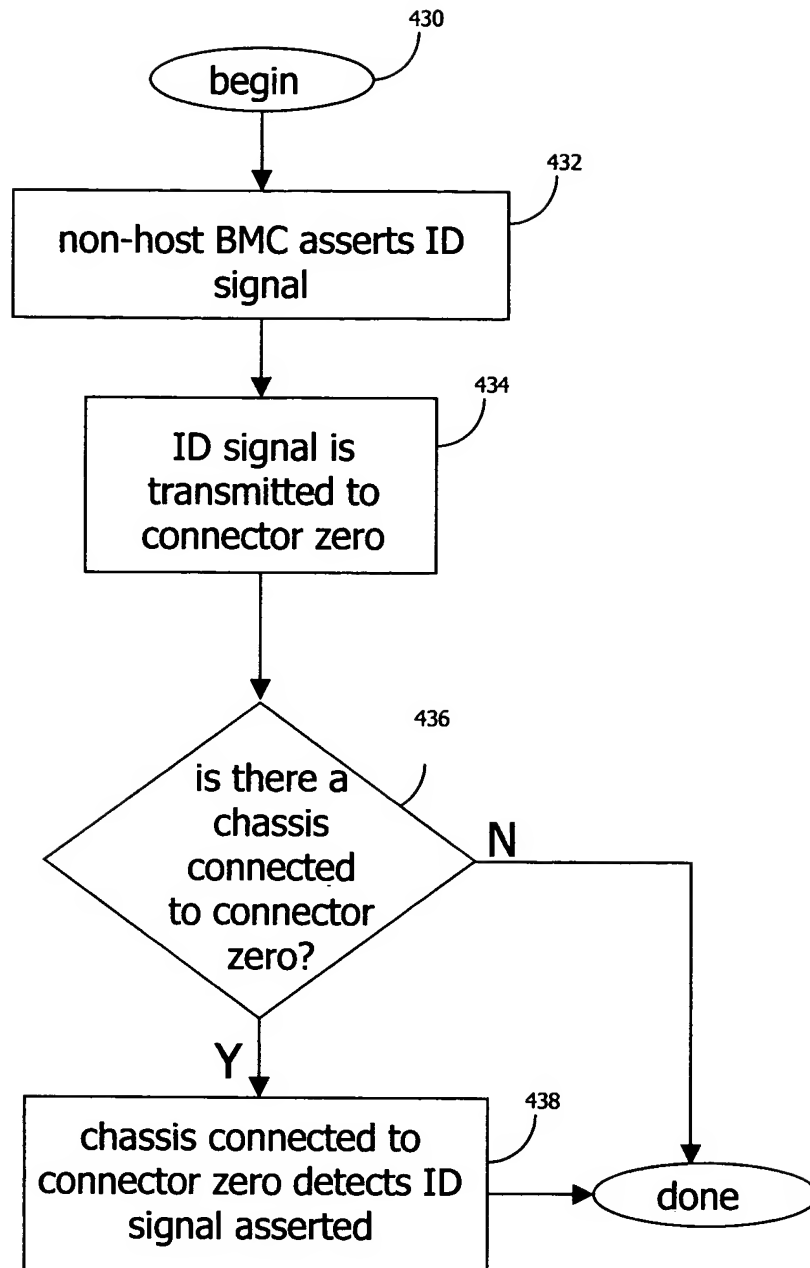 430
begin
432
non-host BMC asserts ID
signal
434
ID signal is
transmitted to
connector zero
436
is there a
chassis
connected
to connector
zero?
N
Y
438
chassis connected to
connector zero detects ID
signal asserted
done